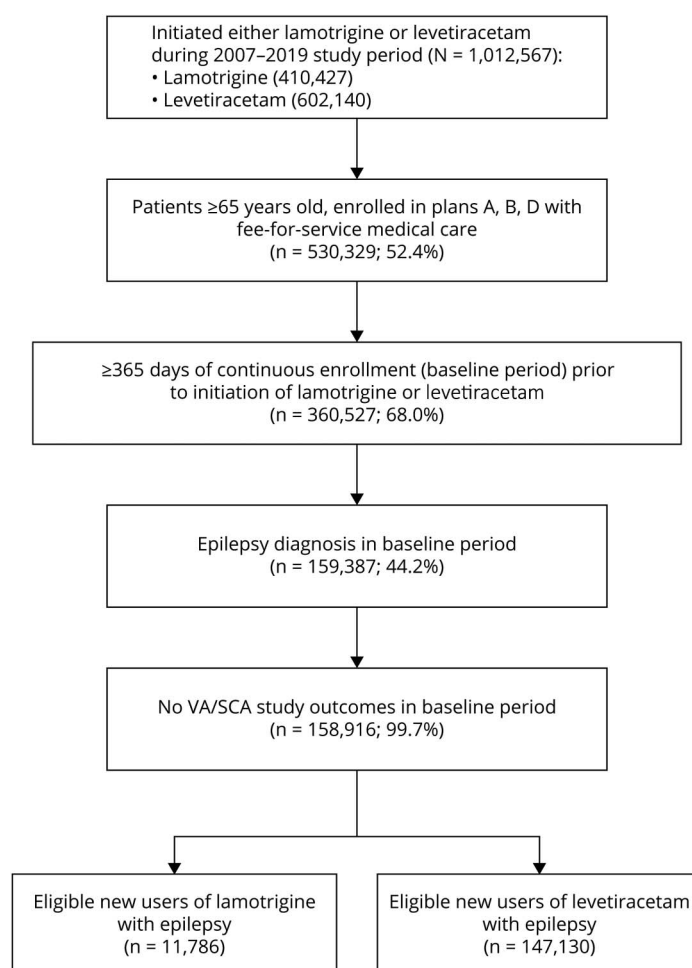 Initiated either lamotrigine or levetiracetam
during 2007–2019 study period (N = 1,012,567):
• Lamotrigine (410,427)
• Levetiracetam (602,140)
Patients ≥65 years old, enrolled in plans A, B, D with
fee-for-service medical care
(n = 530,329; 52.4%)
≥365 days of continuous enrollment (baseline period) prior
to initiation of lamotrigine or levetiracetam
(n = 360,527; 68.0%)
Epilepsy diagnosis in baseline period
(n = 159,387; 44.2%)
No VA/SCA study outcomes in baseline period
(n = 158,916; 99.7%)
Eligible new users of lamotrigine
with epilepsy
(n = 11,786)
Eligible new users of levetiracetam
with epilepsy
(n = 147,130)